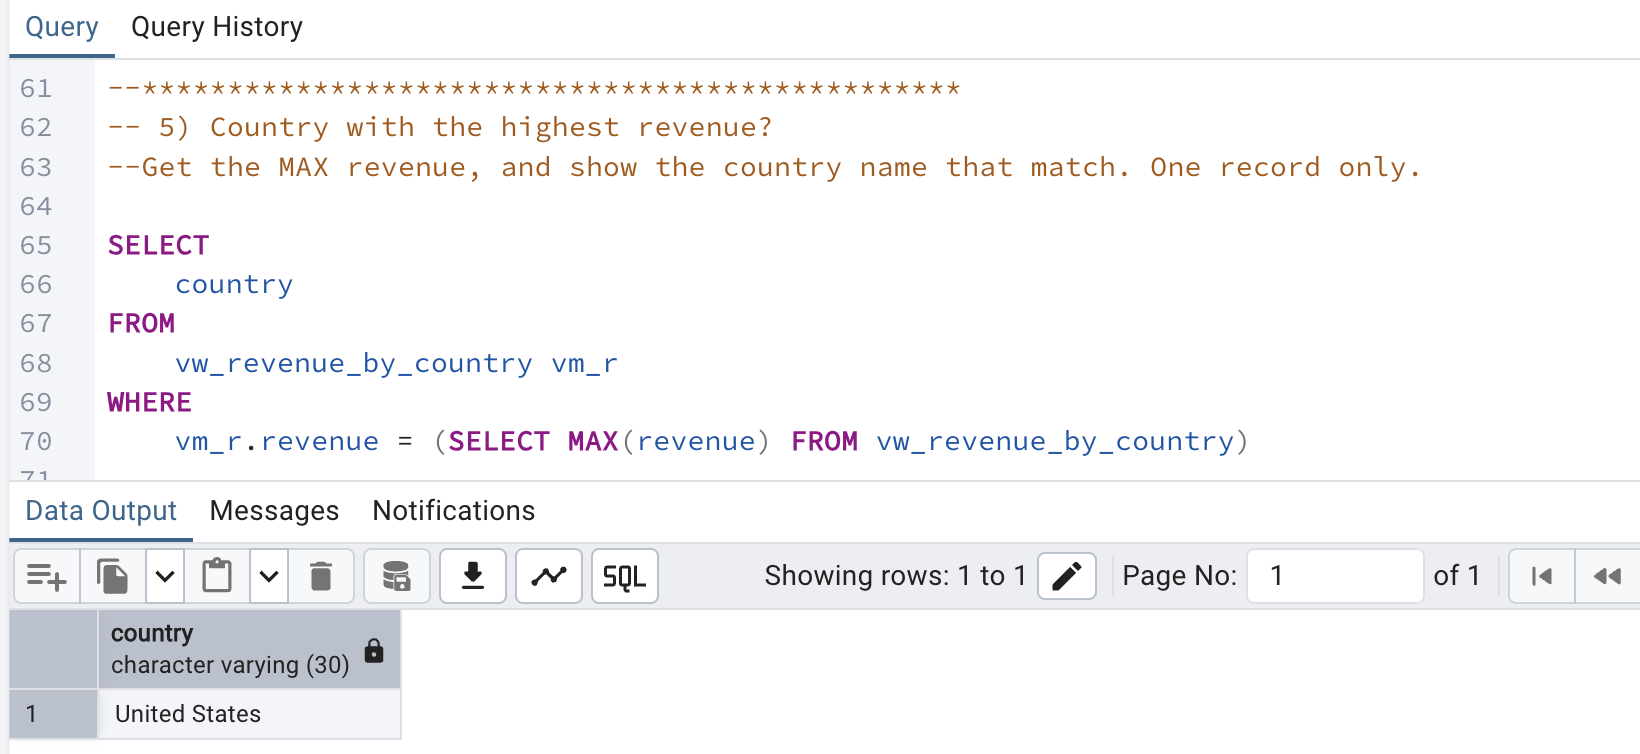 Query Query History
61 --************************************************
62 -- 5) Country with the highest revenue?
63 --Get the MAX revenue, and show the country name that match. One record only.
64
65 SELECT
66 country
67 FROM
68 vw_revenue_by_country vm_r
69 WHERE
70 vm_r.revenue = (SELECT MAX(revenue) FROM vw_revenue_by_country)
71
Data Output Messages Notifications
SQL Showing rows: 1 to 1 Page No: 1 of 1
country
character varying (30)
1 United States